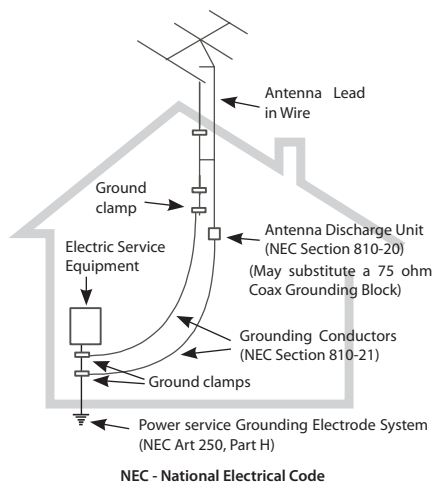 Antenna Lead
in Wire
Ground
clamp
Antenna Discharge Unit
(NEC Section 810-20)
(May substitute a 75 ohm
Coax Grounding Block)
Electric Service
Equipment
Grounding Conductors
(NEC Section 810-21)
Ground clamps
Power service Grounding Electrode System
(NEC Art 250, Part H)
NEC - National Electrical Code